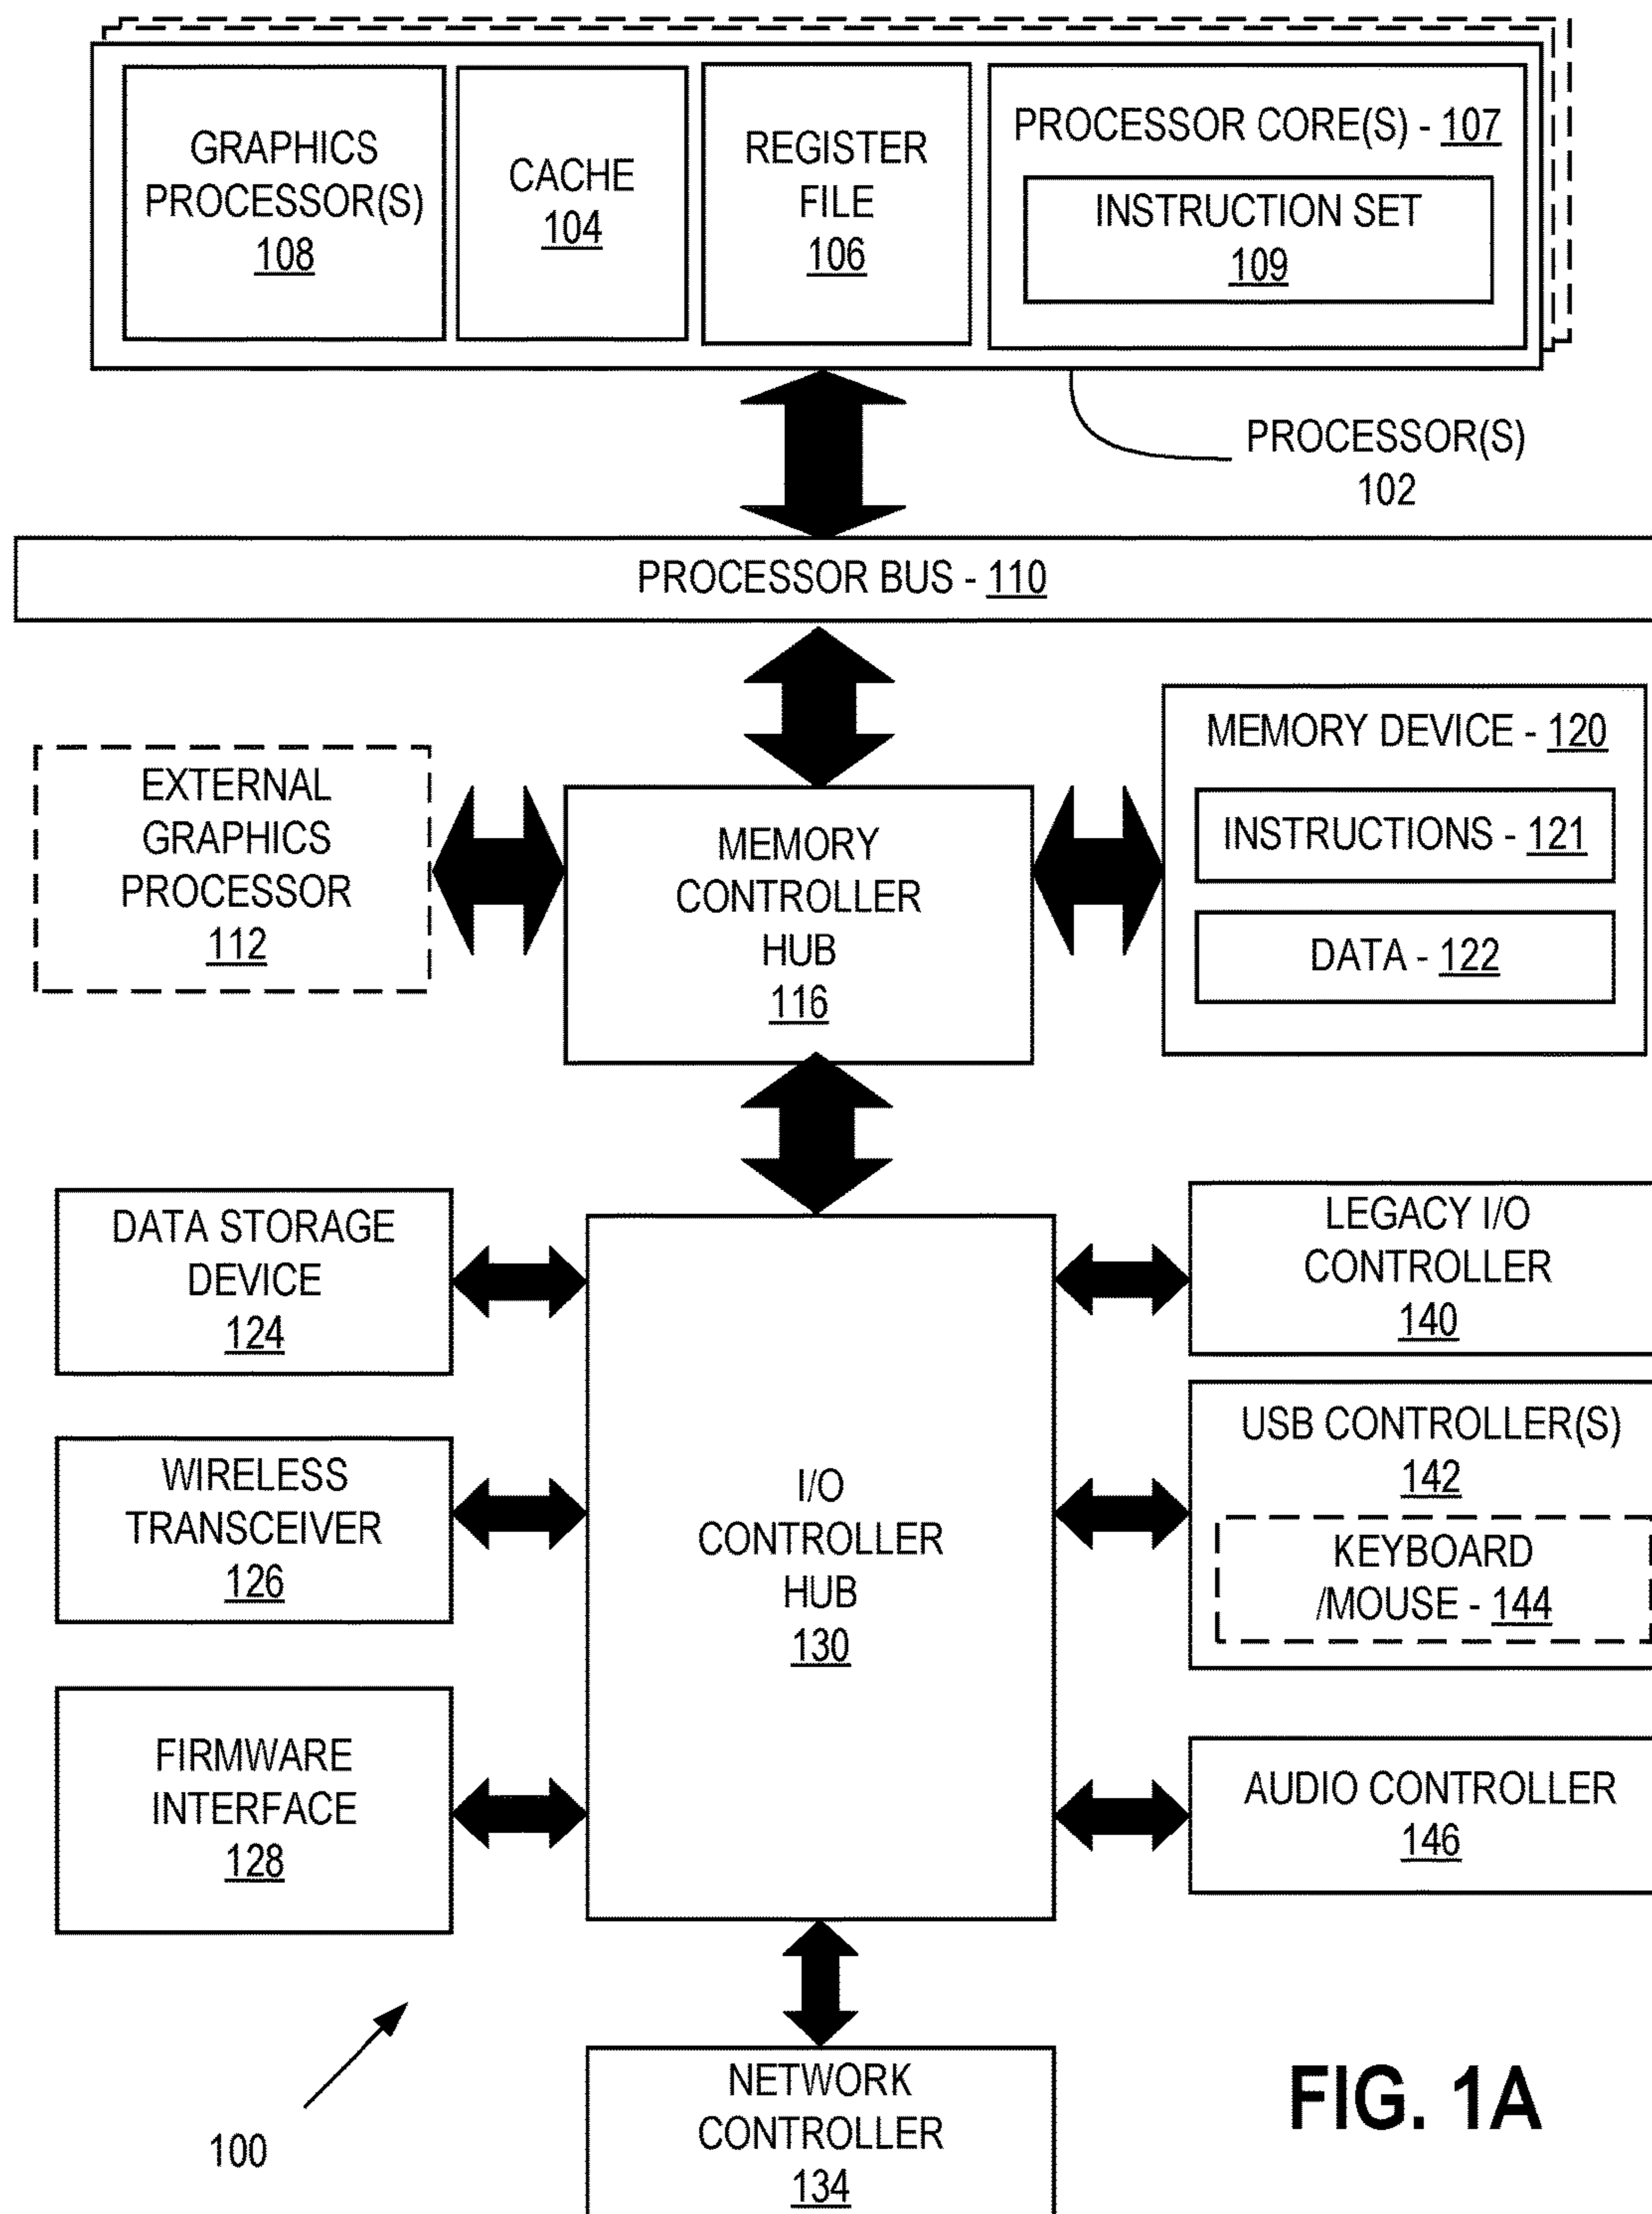 GRAPHICS
PROCESSOR(S)
108
CACHE
104
REGISTER
FILE
106
PROCESSOR CORE(S) - 107
INSTRUCTION SET
109
PROCESSOR(S)
102
PROCESSOR BUS - 110
EXTERNAL
GRAPHICS
PROCESSOR
112
MEMORY
CONTROLLER
HUB
116
MEMORY DEVICE - 120
INSTRUCTIONS - 121
DATA - 122
DATA STORAGE
DEVICE
124
WIRELESS
TRANSCEIVER
126
FIRMWARE
INTERFACE
128
I/O
CONTROLLER
HUB
130
LEGACY I/O
CONTROLLER
140
USB CONTROLLER(S)
142
KEYBOARD
/MOUSE - 144
AUDIO CONTROLLER
146
NETWORK
CONTROLLER
134
100
FIG. 1A